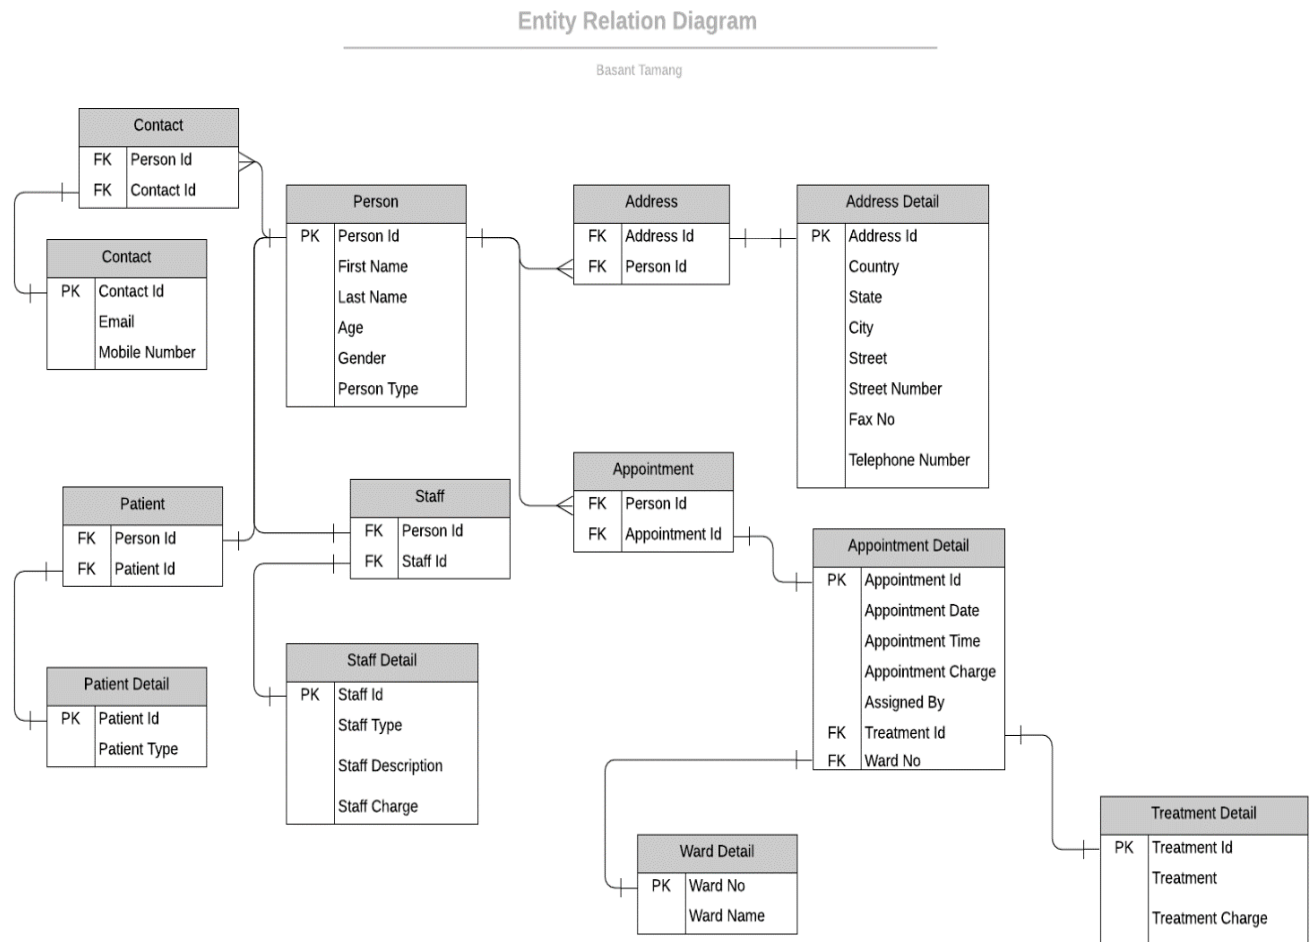 Entity Relation Diagram
Basant Tamang
Contact
FK Person Id
FK Contact Id
Contact
PK Contact Id
Email
Mobile Number
Person
PK Person Id
First Name
Last Name
Age
Gender
Person Type
Address
FK Address Id
FK Person Id
Address Detail
PK Address Id
Country
State
City
Street
Street Number
Fax No
Telephone Number
Patient
FK Person Id
FK Patient Id
Patient Detail
PK Patient Id
Patient Type
Staff
FK Person Id
FK Staff Id
Staff Detail
PK Staff Id
Staff Type
Staff Description
Staff Charge
Appointment
FK Person Id
FK Appointment Id
Appointment Detail
PK Appointment Id
Appointment Date
Appointment Time
Appointment Charge
Assigned By
FK Treatment Id
FK Ward No
Ward Detail
PK Ward No
Ward Name
Treatment Detail
PK Treatment Id
Treatment
Treatment Charge